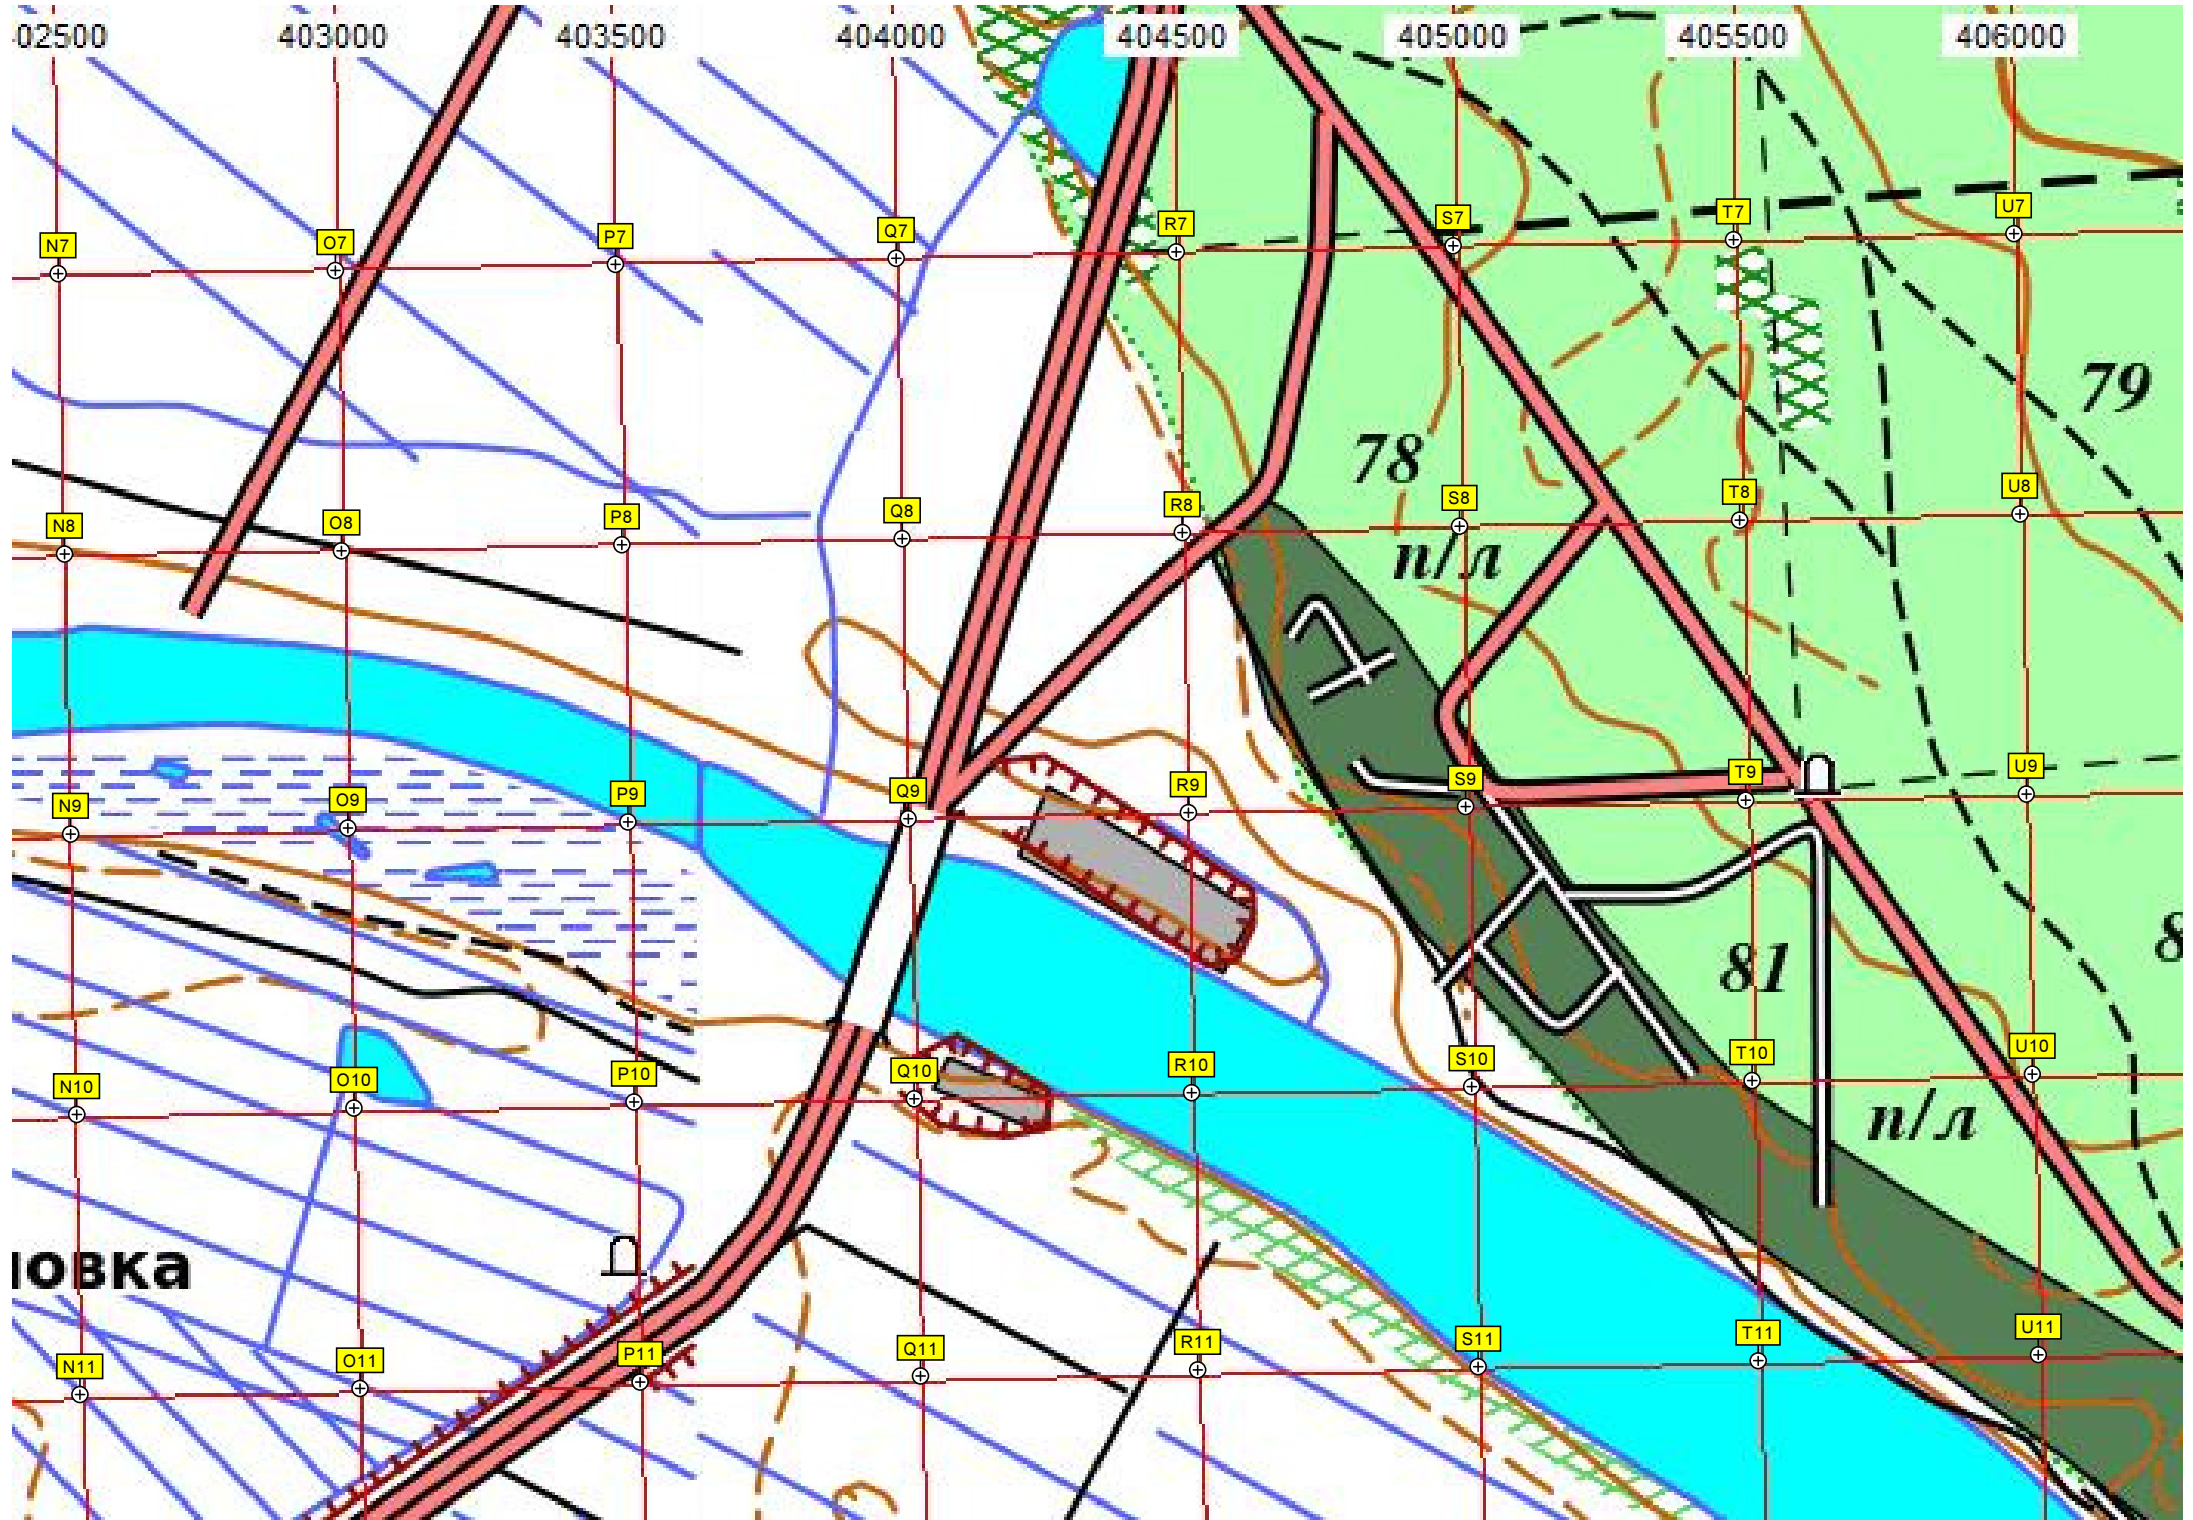 02500 403000 403500 404000 404500 405000 405500 406000
N7 O7 P7 Q7 R7 S7 T7 U7
79
78
N8 O8 P8 Q8 R8 S8 T8 U8
п/л
N9 O9 P9 Q9 R9 S9 T9 U9
81 8
N10 O10 P10 Q10 R10 S10 T10 U10
п/л
овка
N11 O11 P11 Q11 R11 S11 T11 U11